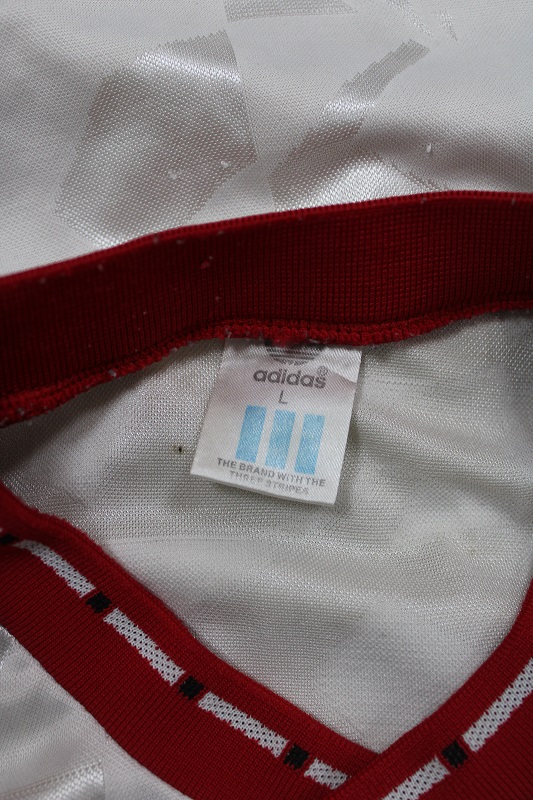 adidas®
L
THE BRAND WITH THE
THREE STRIPES